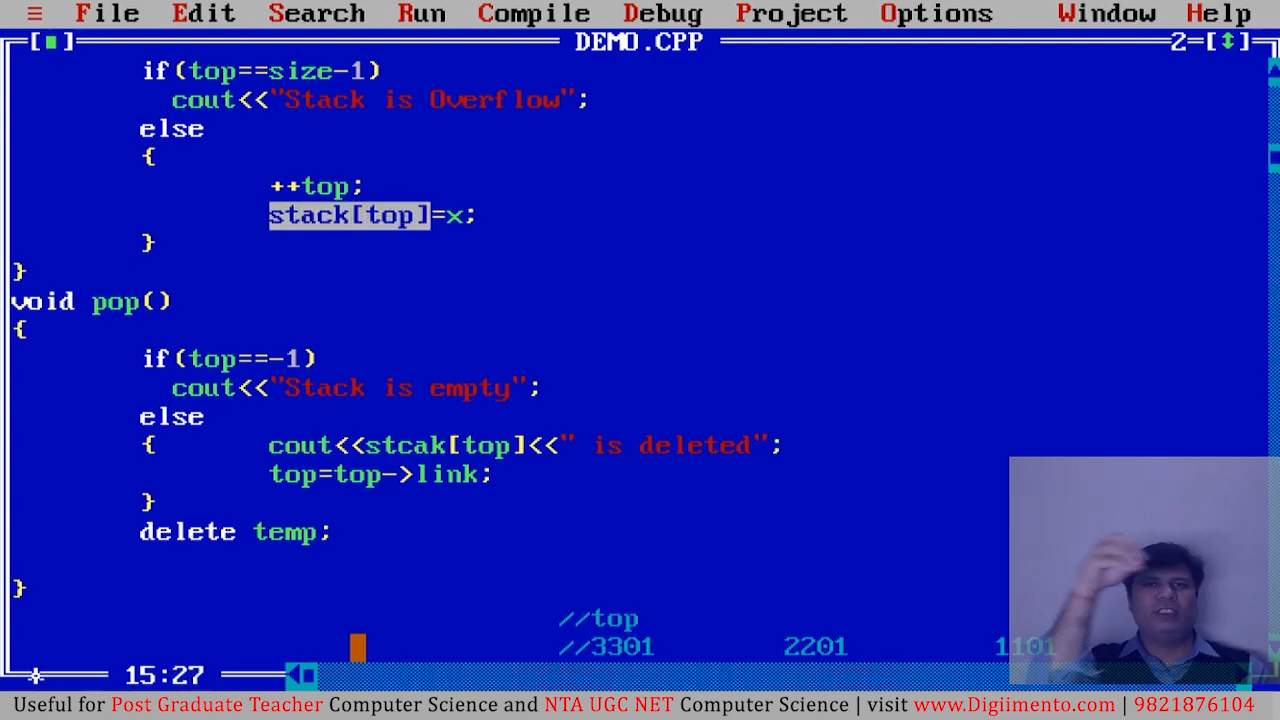 ≡ File Edit Search Run Compile Debug Project Options Window Help
[■] DEMO.CPP 2=[↕]
if(top==size-1)
cout<<"Stack is Overflow";
else
{
++top;
stack[top]=x;
}
}
void pop()
{
if(top==-1)
cout<<"Stack is empty";
else
{ cout<<stcak[top]<<" is deleted";
top=top->link;
}
delete temp;
}
//top
//3301 2201 1101
15:27
Useful for Post Graduate Teacher Computer Science and NTA UGC NET Computer Science | visit www.Digiimento.com | 9821876104